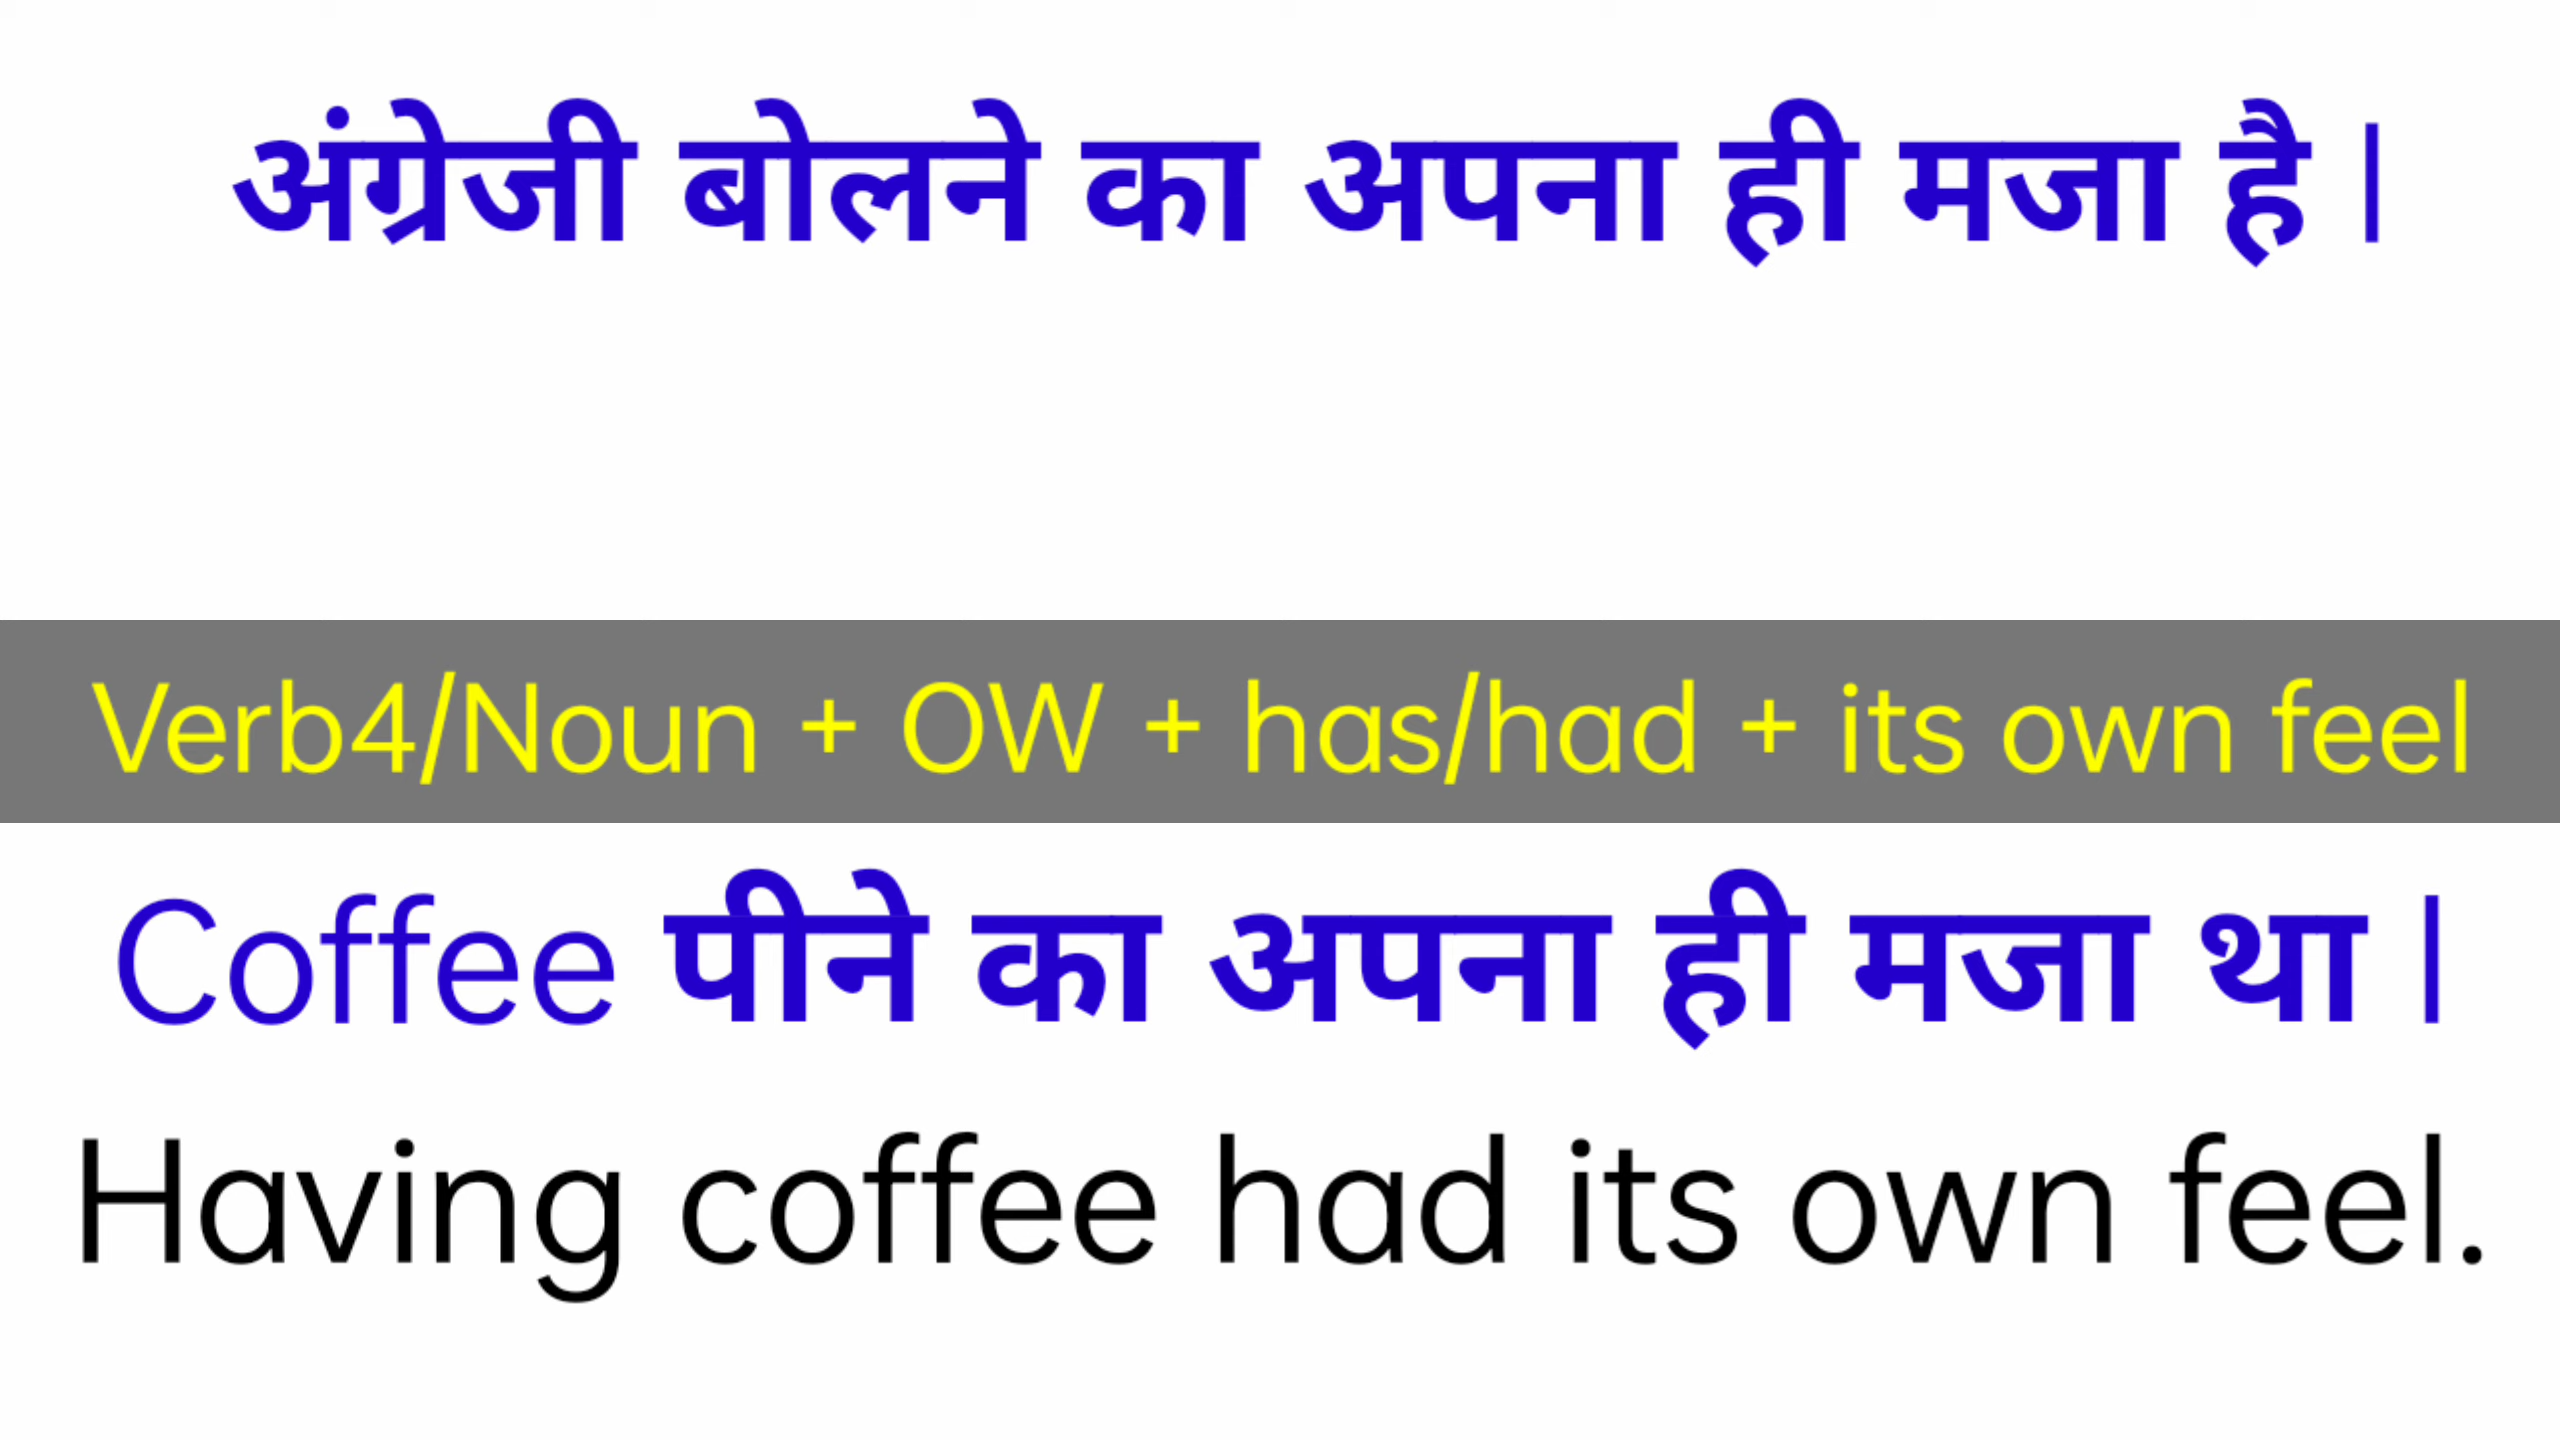 अंग्रेजी बोलने का अपना ही मजा है |
Verb4/Noun + OW + has/had + its own feel
Coffee पीने का अपना ही मजा था |
Having coffee had its own feel.